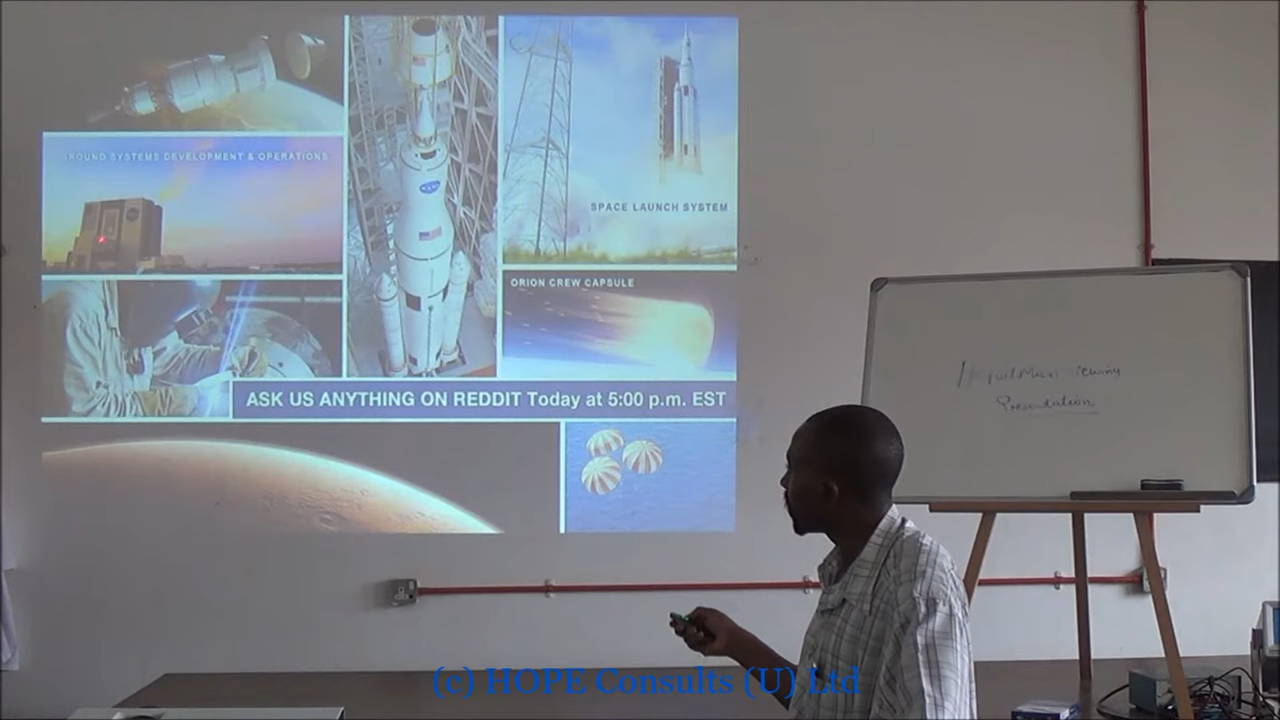 GROUND SYSTEMS DEVELOPMENT & OPERATIONS
NASA
SPACE LAUNCH SYSTEM
ORION CREW CAPSULE
ASK US ANYTHING ON REDDIT Today at 5:00 p.m. EST
Presentation
(c) HOPE Consults (U) Ltd